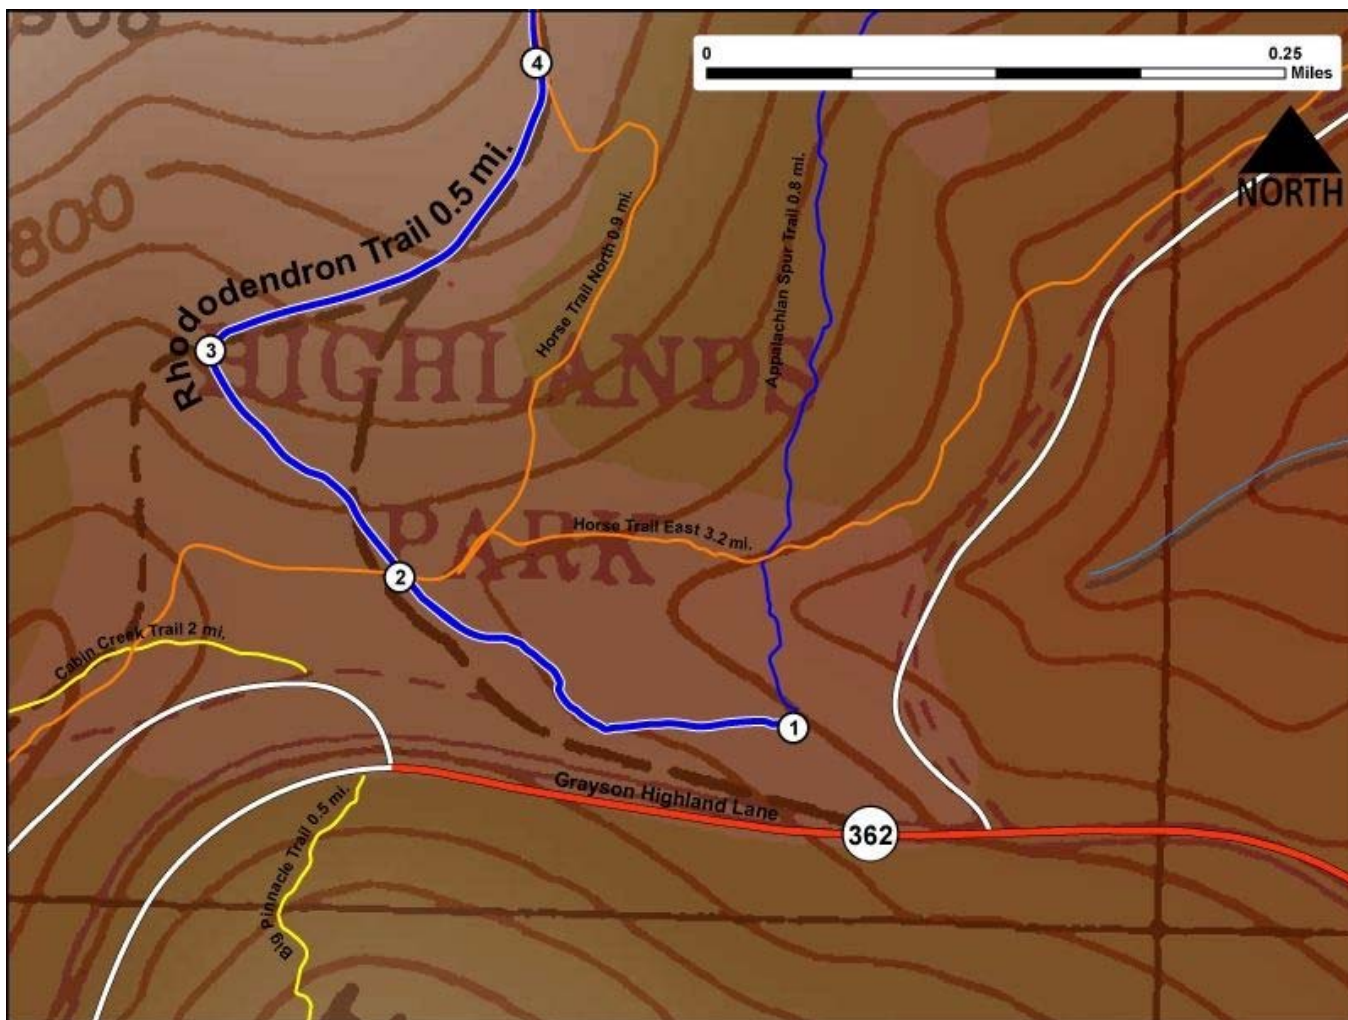 908
0
0.25
Miles
4
NORTH
800
Rhododendron Trail 0.5 mi.
Horse Trail North 0.9 mi.
Appalachian Spur Trail 0.8 mi.
3
HIGHLANDS
PARK
Horse Trail East 3.2 mi.
2
Cabin Creek Trail 2 mi.
1
Grayson Highland Lane
362
Big Pinnacle Trail 0.5 mi.